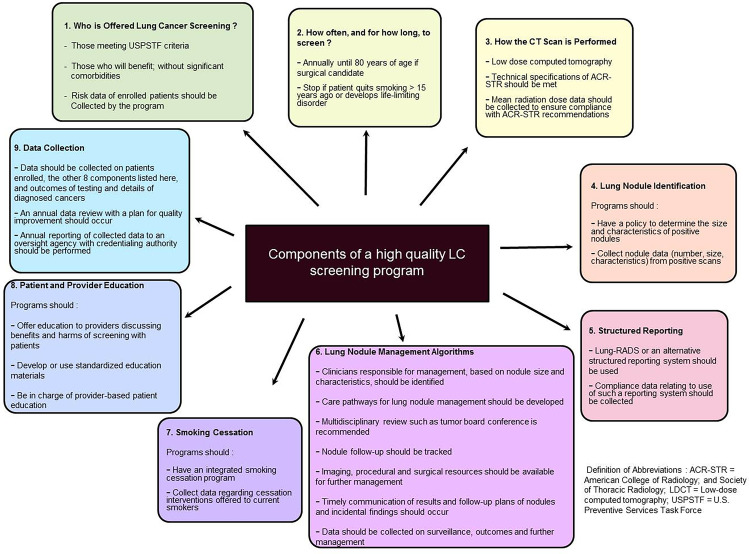 1. Who is Offered Lung Cancer Screening ?
- Those meeting USPSTF criteria
- Those who will benefit; without significant
comorbidities
- Risk data of enrolled patients should be
Collected by the program
2. How often, and for how long, to
screen ?
- Annually until 80 years of age if
surgical candidate
- Stop if patient quits smoking > 15
years ago or develops life-limiting
disorder
3. How the CT Scan is Performed
- Low dose computed tomography
- Technical specifications of ACR-
STR should be met
- Mean radiation dose data should
be collected to ensure compliance
with ACR-STR recommendations
9. Data Collection
- Data should be collected on patients
enrolled, the other 8 components listed here,
and outcomes of testing and details of
diagnosed cancers
- An annual data review with a plan for quality
improvement should occur
- Annual reporting of collected data to an
oversight agency with credentialing authority
should be performed
Components of a high quality LC
screening program
4. Lung Nodule Identification
Programs should :
- Have a policy to determine the size
and characteristics of positive
nodules
- Collect nodule data (number, size,
characteristics) from positive scans
8. Patient and Provider Education
Programs should :
- Offer education to providers discussing
benefits and harms of screening with
patients
- Develop or use standardized education
materials
- Be in charge of provider-based patient
education
5. Structured Reporting
- Lung-RADS or an alternative
structured reporting system should
be used
- Compliance data relating to use
of such a reporting system should
be collected
6. Lung Nodule Management Algorithms
- Clinicians responsible for management, based on nodule size and
characteristics, should be identified
- Care pathways for lung nodule management should be developed
- Multidisciplinary review such as tumor board conference is
recommended
- Nodule follow-up should be tracked
- Imaging, procedural and surgical resources should be available
for further management
- Timely communication of results and follow-up plans of nodules
and incidental findings should occur
- Data should be collected on surveillance, outcomes and further
management
7. Smoking Cessation
Programs should :
- Have an integrated smoking
cessation program
- Collect data regarding cessation
interventions offered to current
smokers
Definition of Abbreviations : ACR-STR =
American College of Radiology; and Society
of Thoracic Radiology; LDCT = Low-dose
computed tomography; USPSTF = U.S.
Preventive Services Task Force